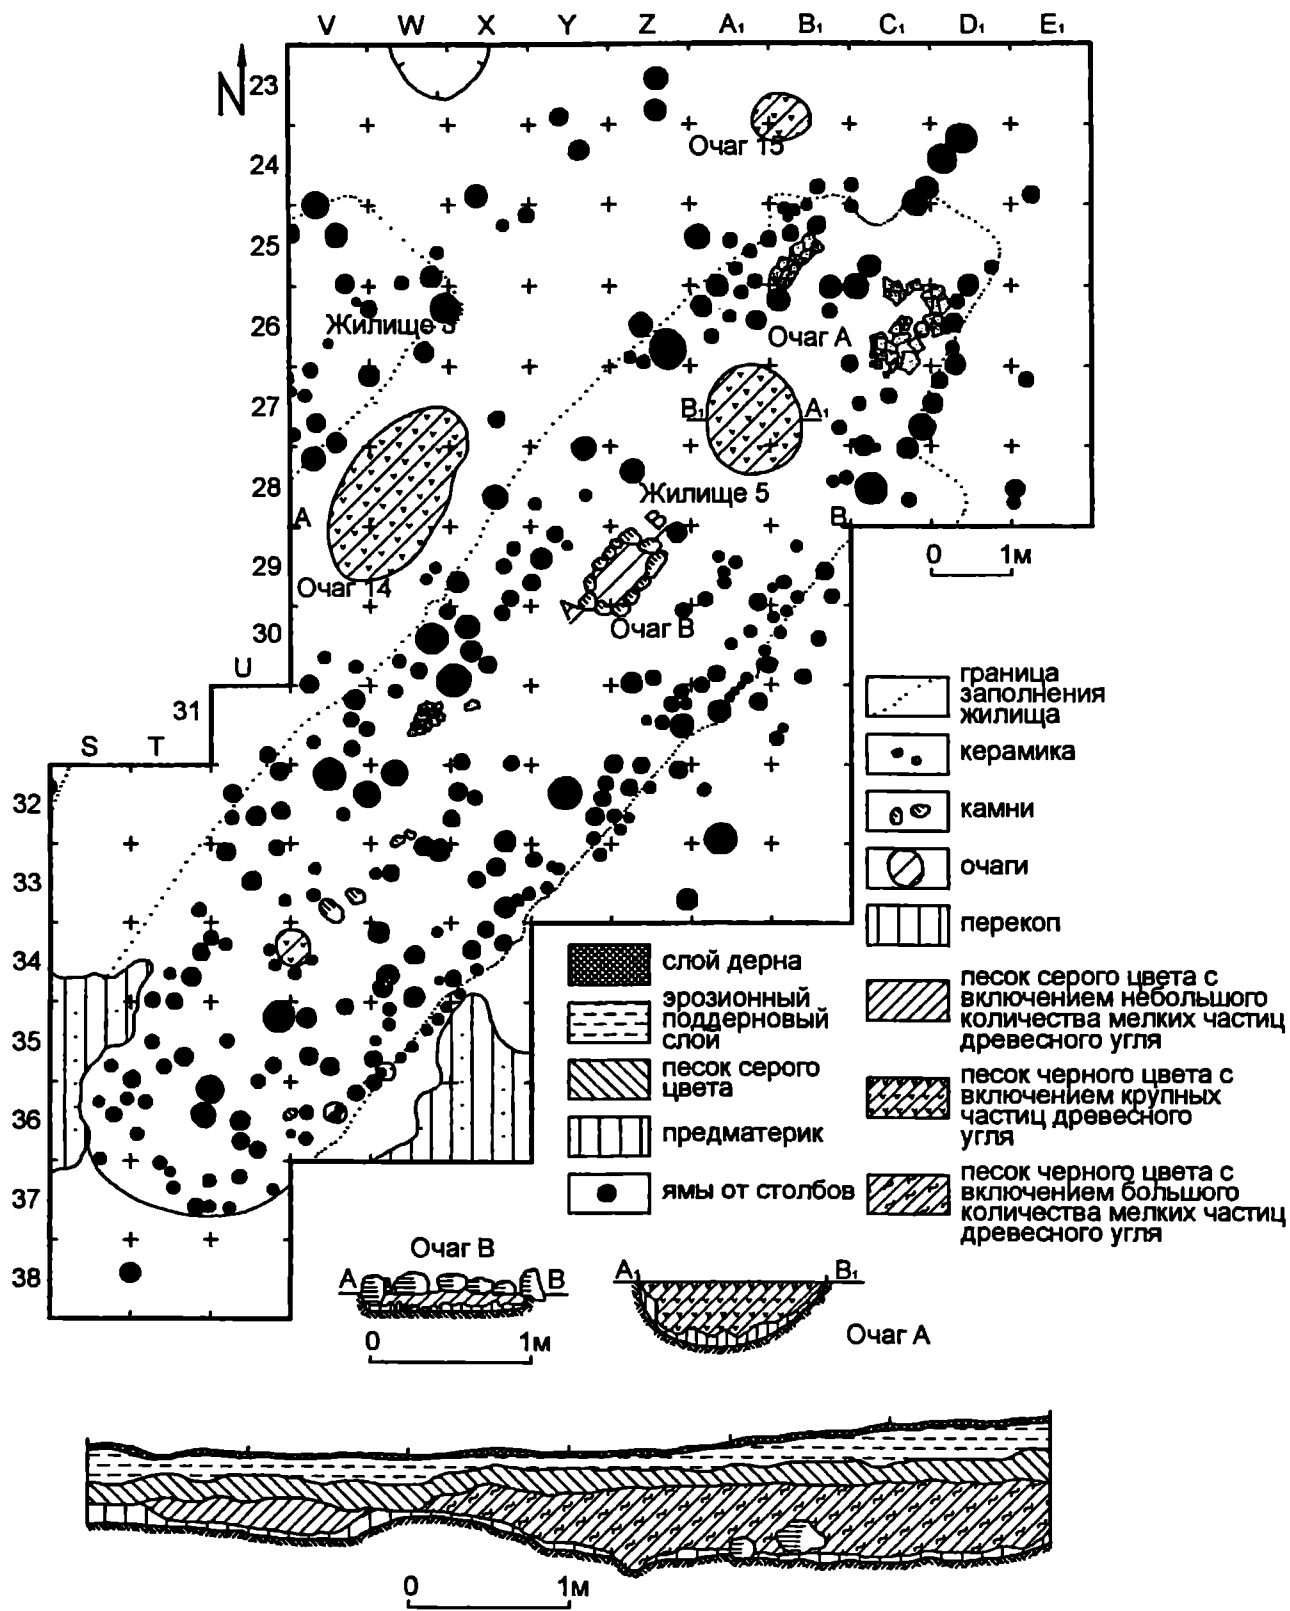 V W X Y Z A₁ B₁ C₁ D₁ E₁
N
23
Очаг 15
24
25
26
Жилище 3
Очаг А
27
B₁ A₁
28
Жилище 5
A B
B
0 1м
29
Очаг 14
A
30
Очаг В
U
31
S T
32
33
34
35
36
37
38
граница
заполнения
жилища
керамика
камни
очаги
перекоп
песок серого цвета с
включением небольшого
количества мелких частиц
древесного угля
песок черного цвета с
включением крупных
частиц древесного
угля
песок черного цвета с
включением большого
количества мелких частиц
древесного угля
слой дерна
эрозионный
поддерновый
слой
песок серого
цвета
предматерик
ямы от столбов
Очаг В
A B
0 1м
A₁ B₁
Очаг А
0 1м